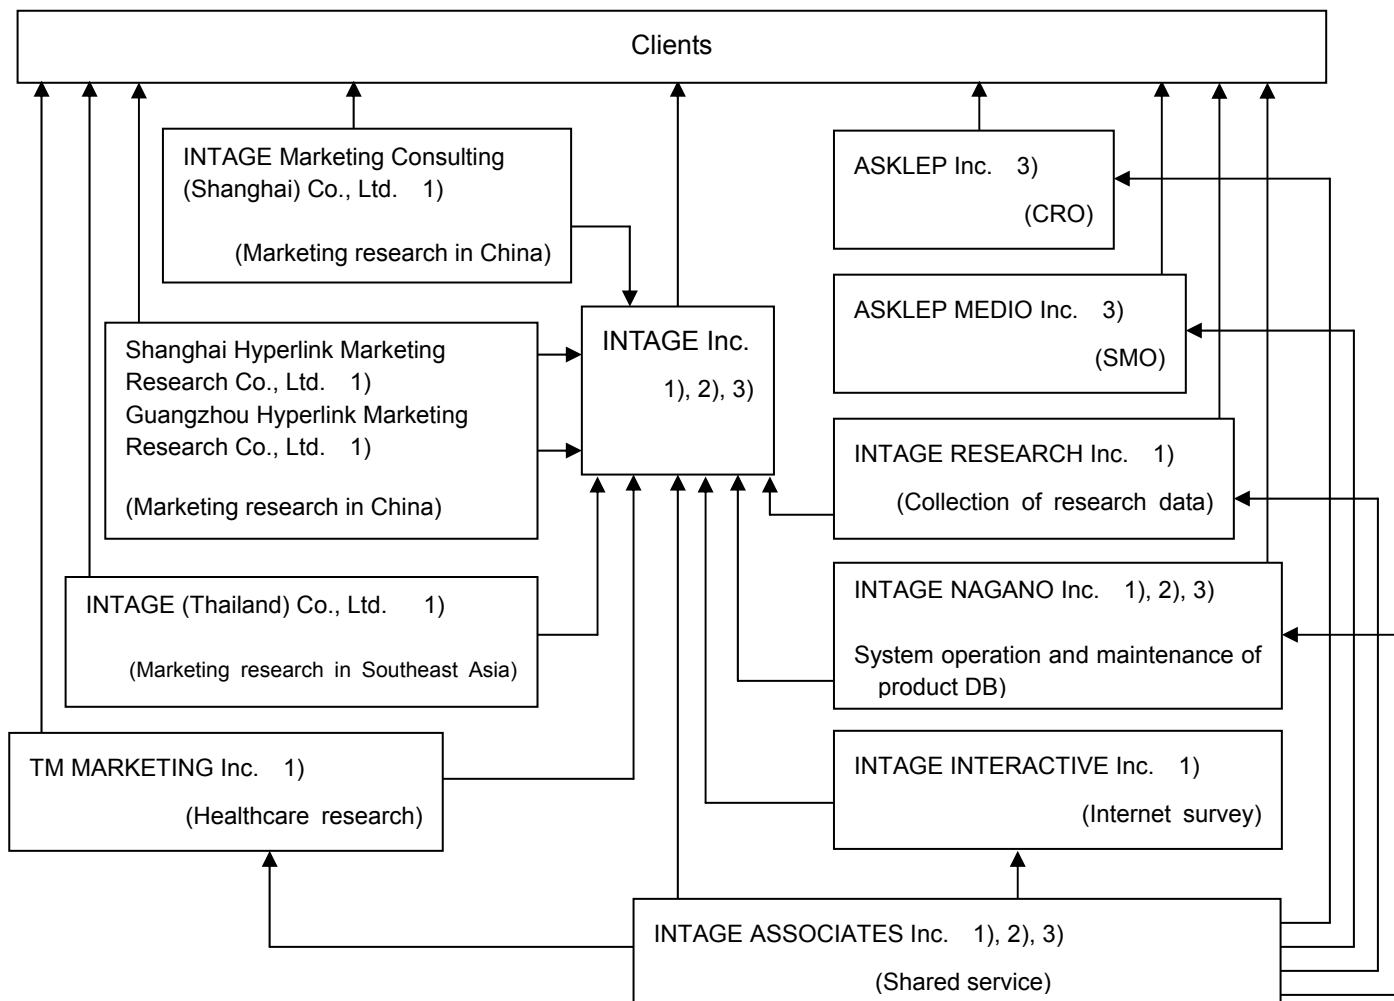 Clients
INTAGE Marketing Consulting
(Shanghai) Co., Ltd. 1)
(Marketing research in China)
Shanghai Hyperlink Marketing
Research Co., Ltd. 1)
Guangzhou Hyperlink Marketing
Research Co., Ltd. 1)
(Marketing research in China)
INTAGE (Thailand) Co., Ltd. 1)
(Marketing research in Southeast Asia)
TM MARKETING Inc. 1)
(Healthcare research)
INTAGE Inc.
1), 2), 3)
ASKLEP Inc. 3)
(CRO)
ASKLEP MEDIO Inc. 3)
(SMO)
INTAGE RESEARCH Inc. 1)
(Collection of research data)
INTAGE NAGANO Inc. 1), 2), 3)
System operation and maintenance of
product DB)
INTAGE INTERACTIVE Inc. 1)
(Internet survey)
INTAGE ASSOCIATES Inc. 1), 2), 3)
(Shared service)